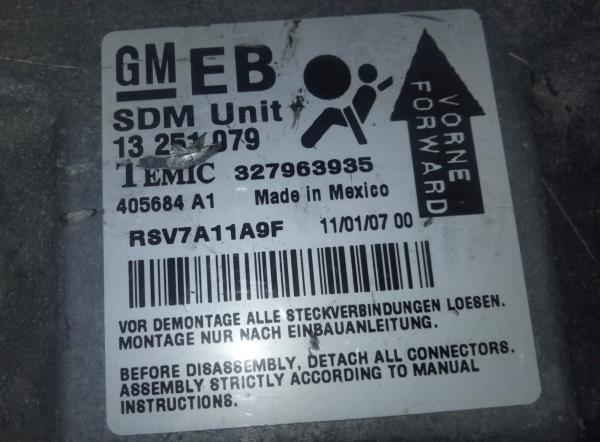 GM EB
SDM Unit
13 251 079
TEMIC 327963935
405684 A1 Made in Mexico
RSV7A11A9F 11/01/07 00
VORNE
FORWARD
VOR DEMONTAGE ALLE STECKVERBINDUNGEN LOESEN.
MONTAGE NUR NACH EINBAUANLEITUNG.
BEFORE DISASSEMBLY, DETACH ALL CONNECTORS.
ASSEMBLY STRICTLY ACCORDING TO MANUAL
INSTRUCTIONS.